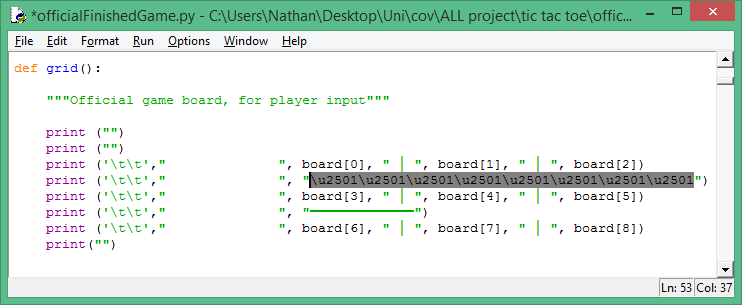 *officialFinishedGame.py - C:\Users\Nathan\Desktop\Uni\cov\ALL project\tic tac toe\offic...
File Edit Format Run Options Window Help
def grid():
    """Official game board, for player input"""
    print ("")
    print ("")
    print ('\t\t',"              ", board[0], " │ ", board[1], " │ ", board[2])
    print ('\t\t',"              ", "\u2501\u2501\u2501\u2501\u2501\u2501\u2501\u2501")
    print ('\t\t',"              ", board[3], " │ ", board[4], " │ ", board[5])
    print ('\t\t',"              ", "━━━━━━━━━━━━━")
    print ('\t\t',"              ", board[6], " │ ", board[7], " │ ", board[8])
    print("")
Ln: 53 Col: 37